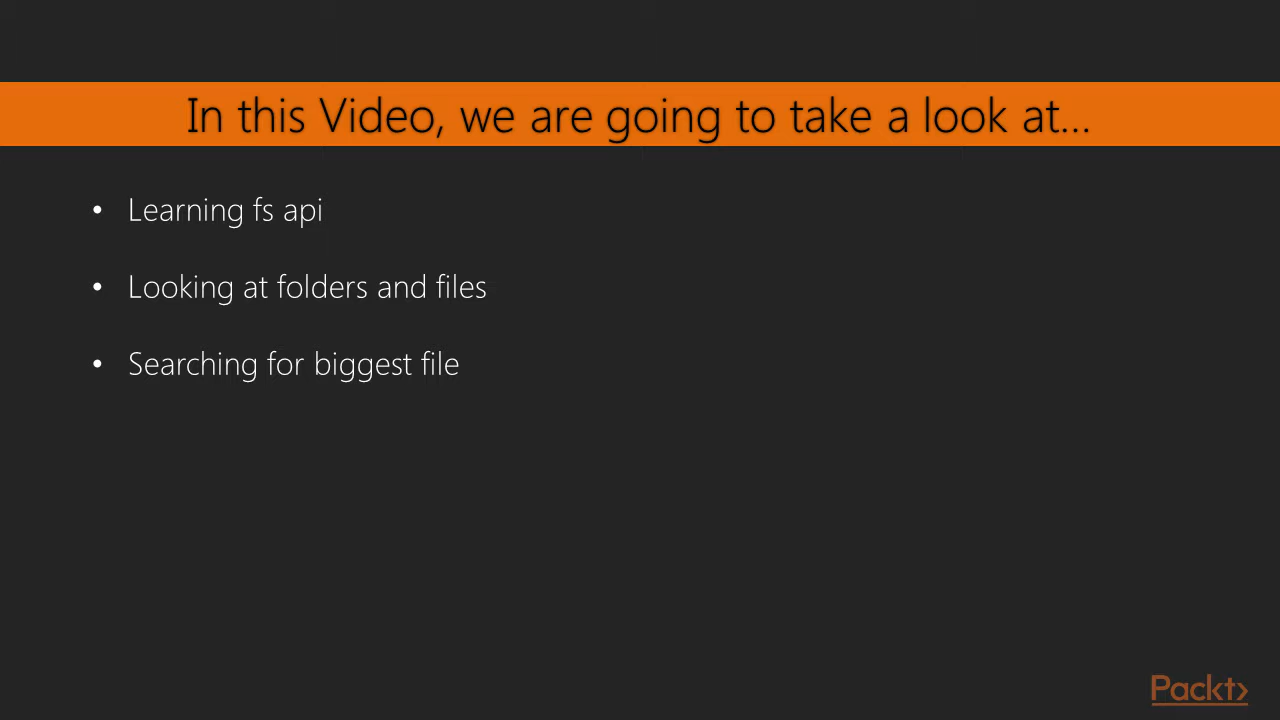 In this Video, we are going to take a look at...
• Learning fs api
• Looking at folders and files
• Searching for biggest file
Packt>